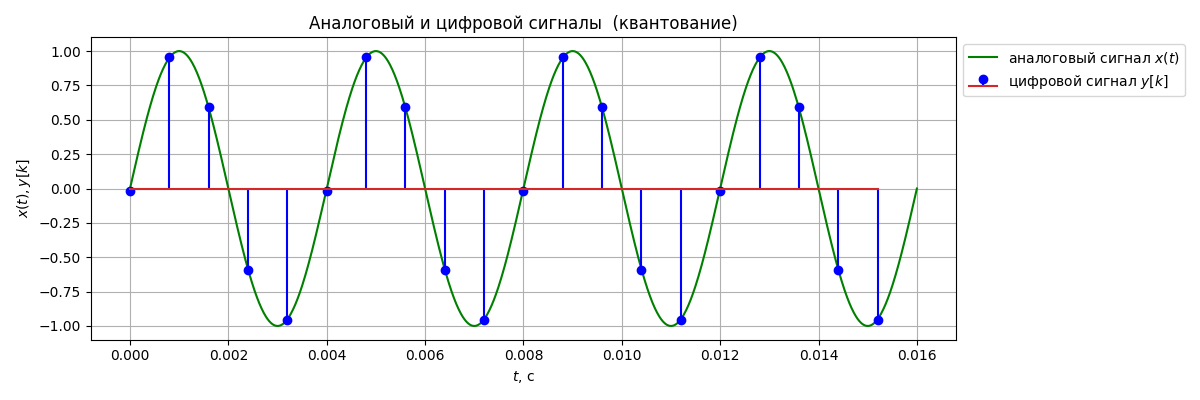 Аналоговый и цифровой сигналы (квантование)
1.00
0.75
0.50
0.25
0.00
−0.25
−0.50
−0.75
−1.00
x(t), y[k]
0.000 0.002 0.004 0.006 0.008 0.010 0.012 0.014 0.016
t, с
аналоговый сигнал x(t)
цифровой сигнал y[k]